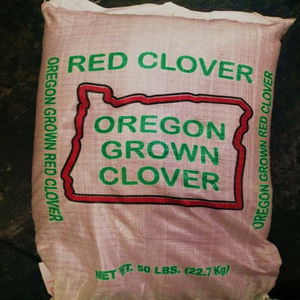 RED CLOVER
OREGON GROWN RED CLOVER
OREGON
GROWN
CLOVER
OREGON GROWN RED CLOVER
NET WT. 50 LBS. (22.7 Kg)